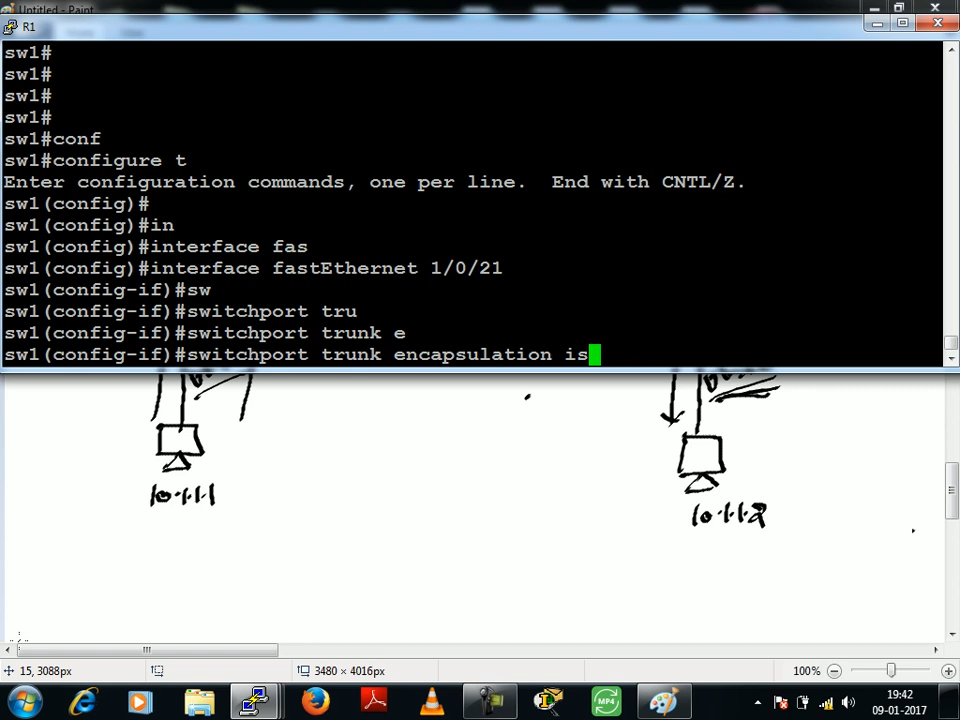 Untitled - Paint
R1
sw1#
sw1#
sw1#
sw1#
sw1#conf
sw1#configure t
Enter configuration commands, one per line.  End with CNTL/Z.
sw1(config)#
sw1(config)#in
sw1(config)#interface fas
sw1(config)#interface fastEthernet 1/0/21
sw1(config-if)#sw
sw1(config-if)#switchport tru
sw1(config-if)#switchport trunk e
sw1(config-if)#switchport trunk encapsulation is
10.1.1.1
10.1.1.2
15, 3088px
3480 × 4016px
100%
MP4
19:42
09-01-2017